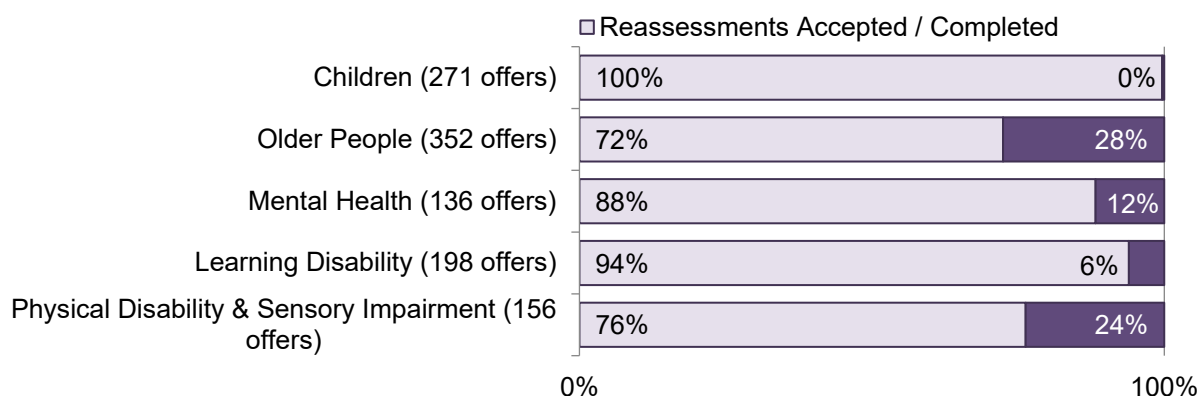 Reassessments Accepted / Completed
Children (271 offers) 100% 0%
Older People (352 offers) 72% 28%
Mental Health (136 offers) 88% 12%
Learning Disability (198 offers) 94% 6%
Physical Disability & Sensory Impairment (156
offers) 76% 24%
0% 100%